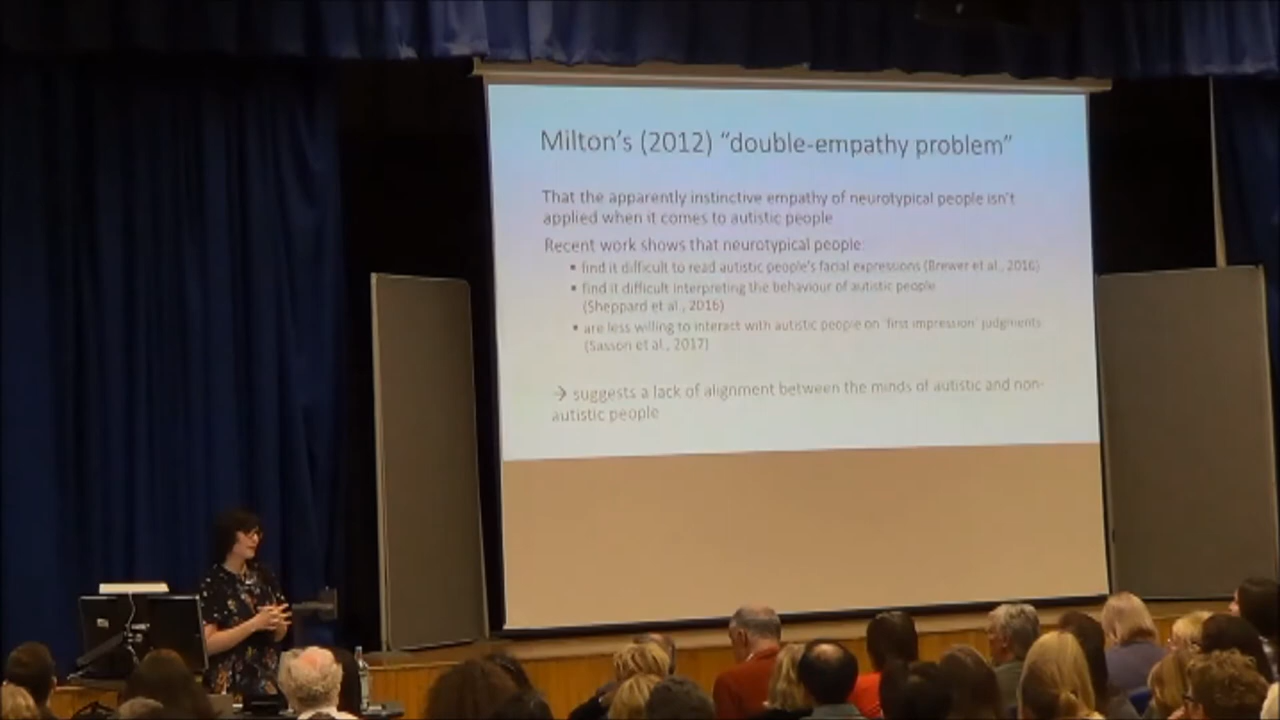 Milton's (2012) “double-empathy problem”
That the apparently instinctive empathy of neurotypical people isn't
applied when it comes to autistic people
Recent work shows that neurotypical people:
▪ find it difficult to read autistic people's facial expressions (Brewer et al., 2016)
▪ find it difficult interpreting the behaviour of autistic people
(Sheppard et al., 2016)
▪ are less willing to interact with autistic people on 'first impression' judgments
(Sasson et al., 2017)
→ suggests a lack of alignment between the minds of autistic and non-
autistic people